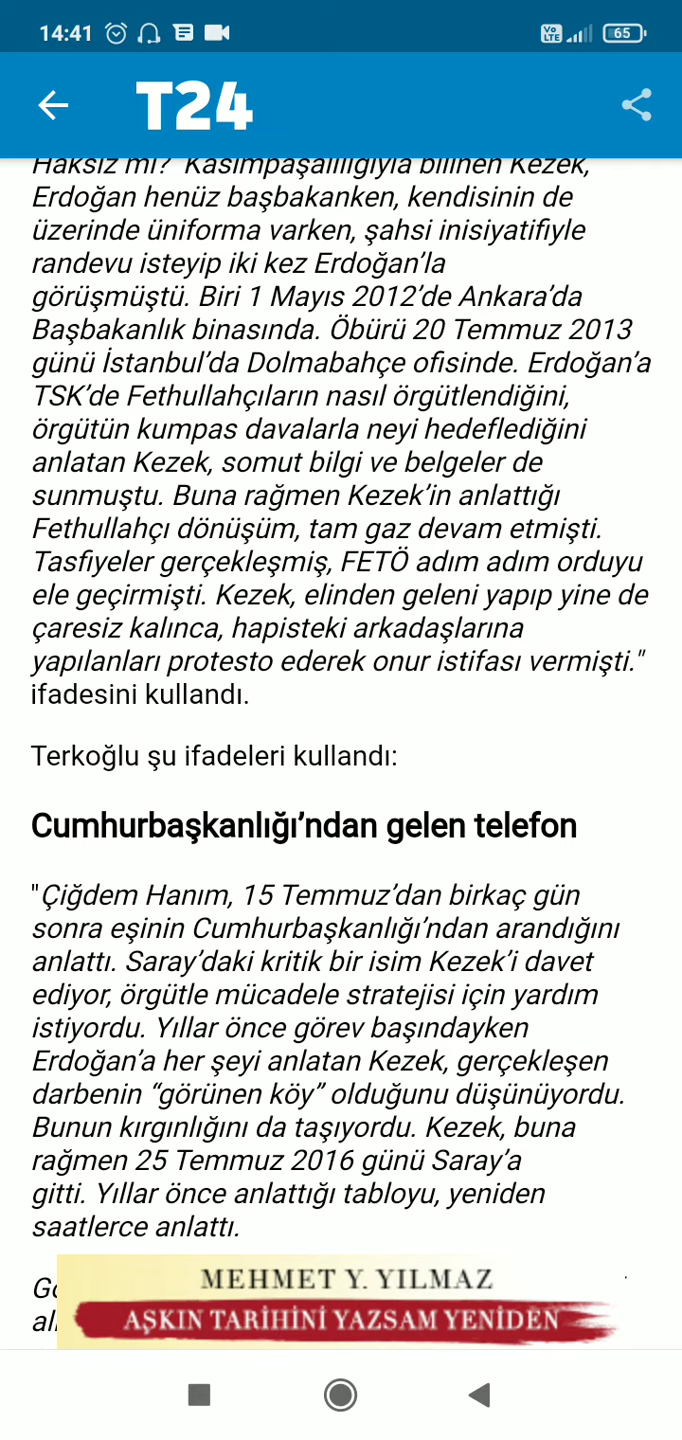 14:41
Vo
LTE
65
T24
Haksız mı? Kasımpaşalılığıyla bilinen Kezek,
Erdoğan henüz başbakanken, kendisinin de
üzerinde üniforma varken, şahsi inisiyatifiyle
randevu isteyip iki kez Erdoğan’la
görüşmüştü. Biri 1 Mayıs 2012’de Ankara’da
Başbakanlık binasında. Öbürü 20 Temmuz 2013
günü İstanbul’da Dolmabahçe ofisinde. Erdoğan’a
TSK’de Fethullahçıların nasıl örgütlendiğini,
örgütün kumpas davalarla neyi hedeflediğini
anlatan Kezek, somut bilgi ve belgeler de
sunmuştu. Buna rağmen Kezek’in anlattığı
Fethullahçı dönüşüm, tam gaz devam etmişti.
Tasfiyeler gerçekleşmiş, FETÖ adım adım orduyu
ele geçirmişti. Kezek, elinden geleni yapıp yine de
çaresiz kalınca, hapisteki arkadaşlarına
yapılanları protesto ederek onur istifası vermişti."
ifadesini kullandı.
Terkoğlu şu ifadeleri kullandı:
Cumhurbaşkanlığı’ndan gelen telefon
"Çiğdem Hanım, 15 Temmuz’dan birkaç gün
sonra eşinin Cumhurbaşkanlığı’ndan arandığını
anlattı. Saray’daki kritik bir isim Kezek’i davet
ediyor, örgütle mücadele stratejisi için yardım
istiyordu. Yıllar önce görev başındayken
Erdoğan’a her şeyi anlatan Kezek, gerçekleşen
darbenin “görünen köy” olduğunu düşünüyordu.
Bunun kırgınlığını da taşıyordu. Kezek, buna
rağmen 25 Temmuz 2016 günü Saray’a
gitti. Yıllar önce anlattığı tabloyu, yeniden
saatlerce anlattı.
MEHMET Y. YILMAZ
AŞKIN TARİHİNİ YAZSAM YENİDEN